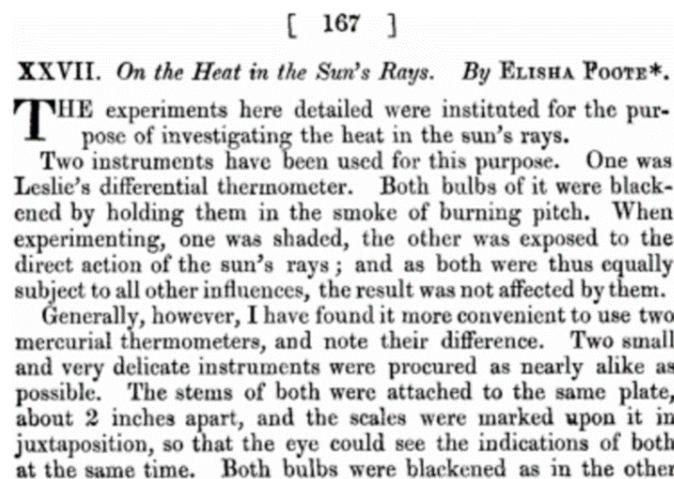 [ 167 ]
XXVII. On the Heat in the Sun's Rays. By ELISHA FOOTE*.
THE experiments here detailed were instituted for the pur-
pose of investigating the heat in the sun's rays.
Two instruments have been used for this purpose. One was
Leslie's differential thermometer. Both bulbs of it were black-
ened by holding them in the smoke of burning pitch. When
experimenting, one was shaded, the other was exposed to the
direct action of the sun's rays; and as both were thus equally
subject to all other influences, the result was not affected by them.
Generally, however, I have found it more convenient to use two
mercurial thermometers, and note their difference. Two small
and very delicate instruments were procured as nearly alike as
possible. The stems of both were attached to the same plate,
about 2 inches apart, and the scales were marked upon it in
juxtaposition, so that the eye could see the indications of both
at the same time. Both bulbs were blackened as in the other